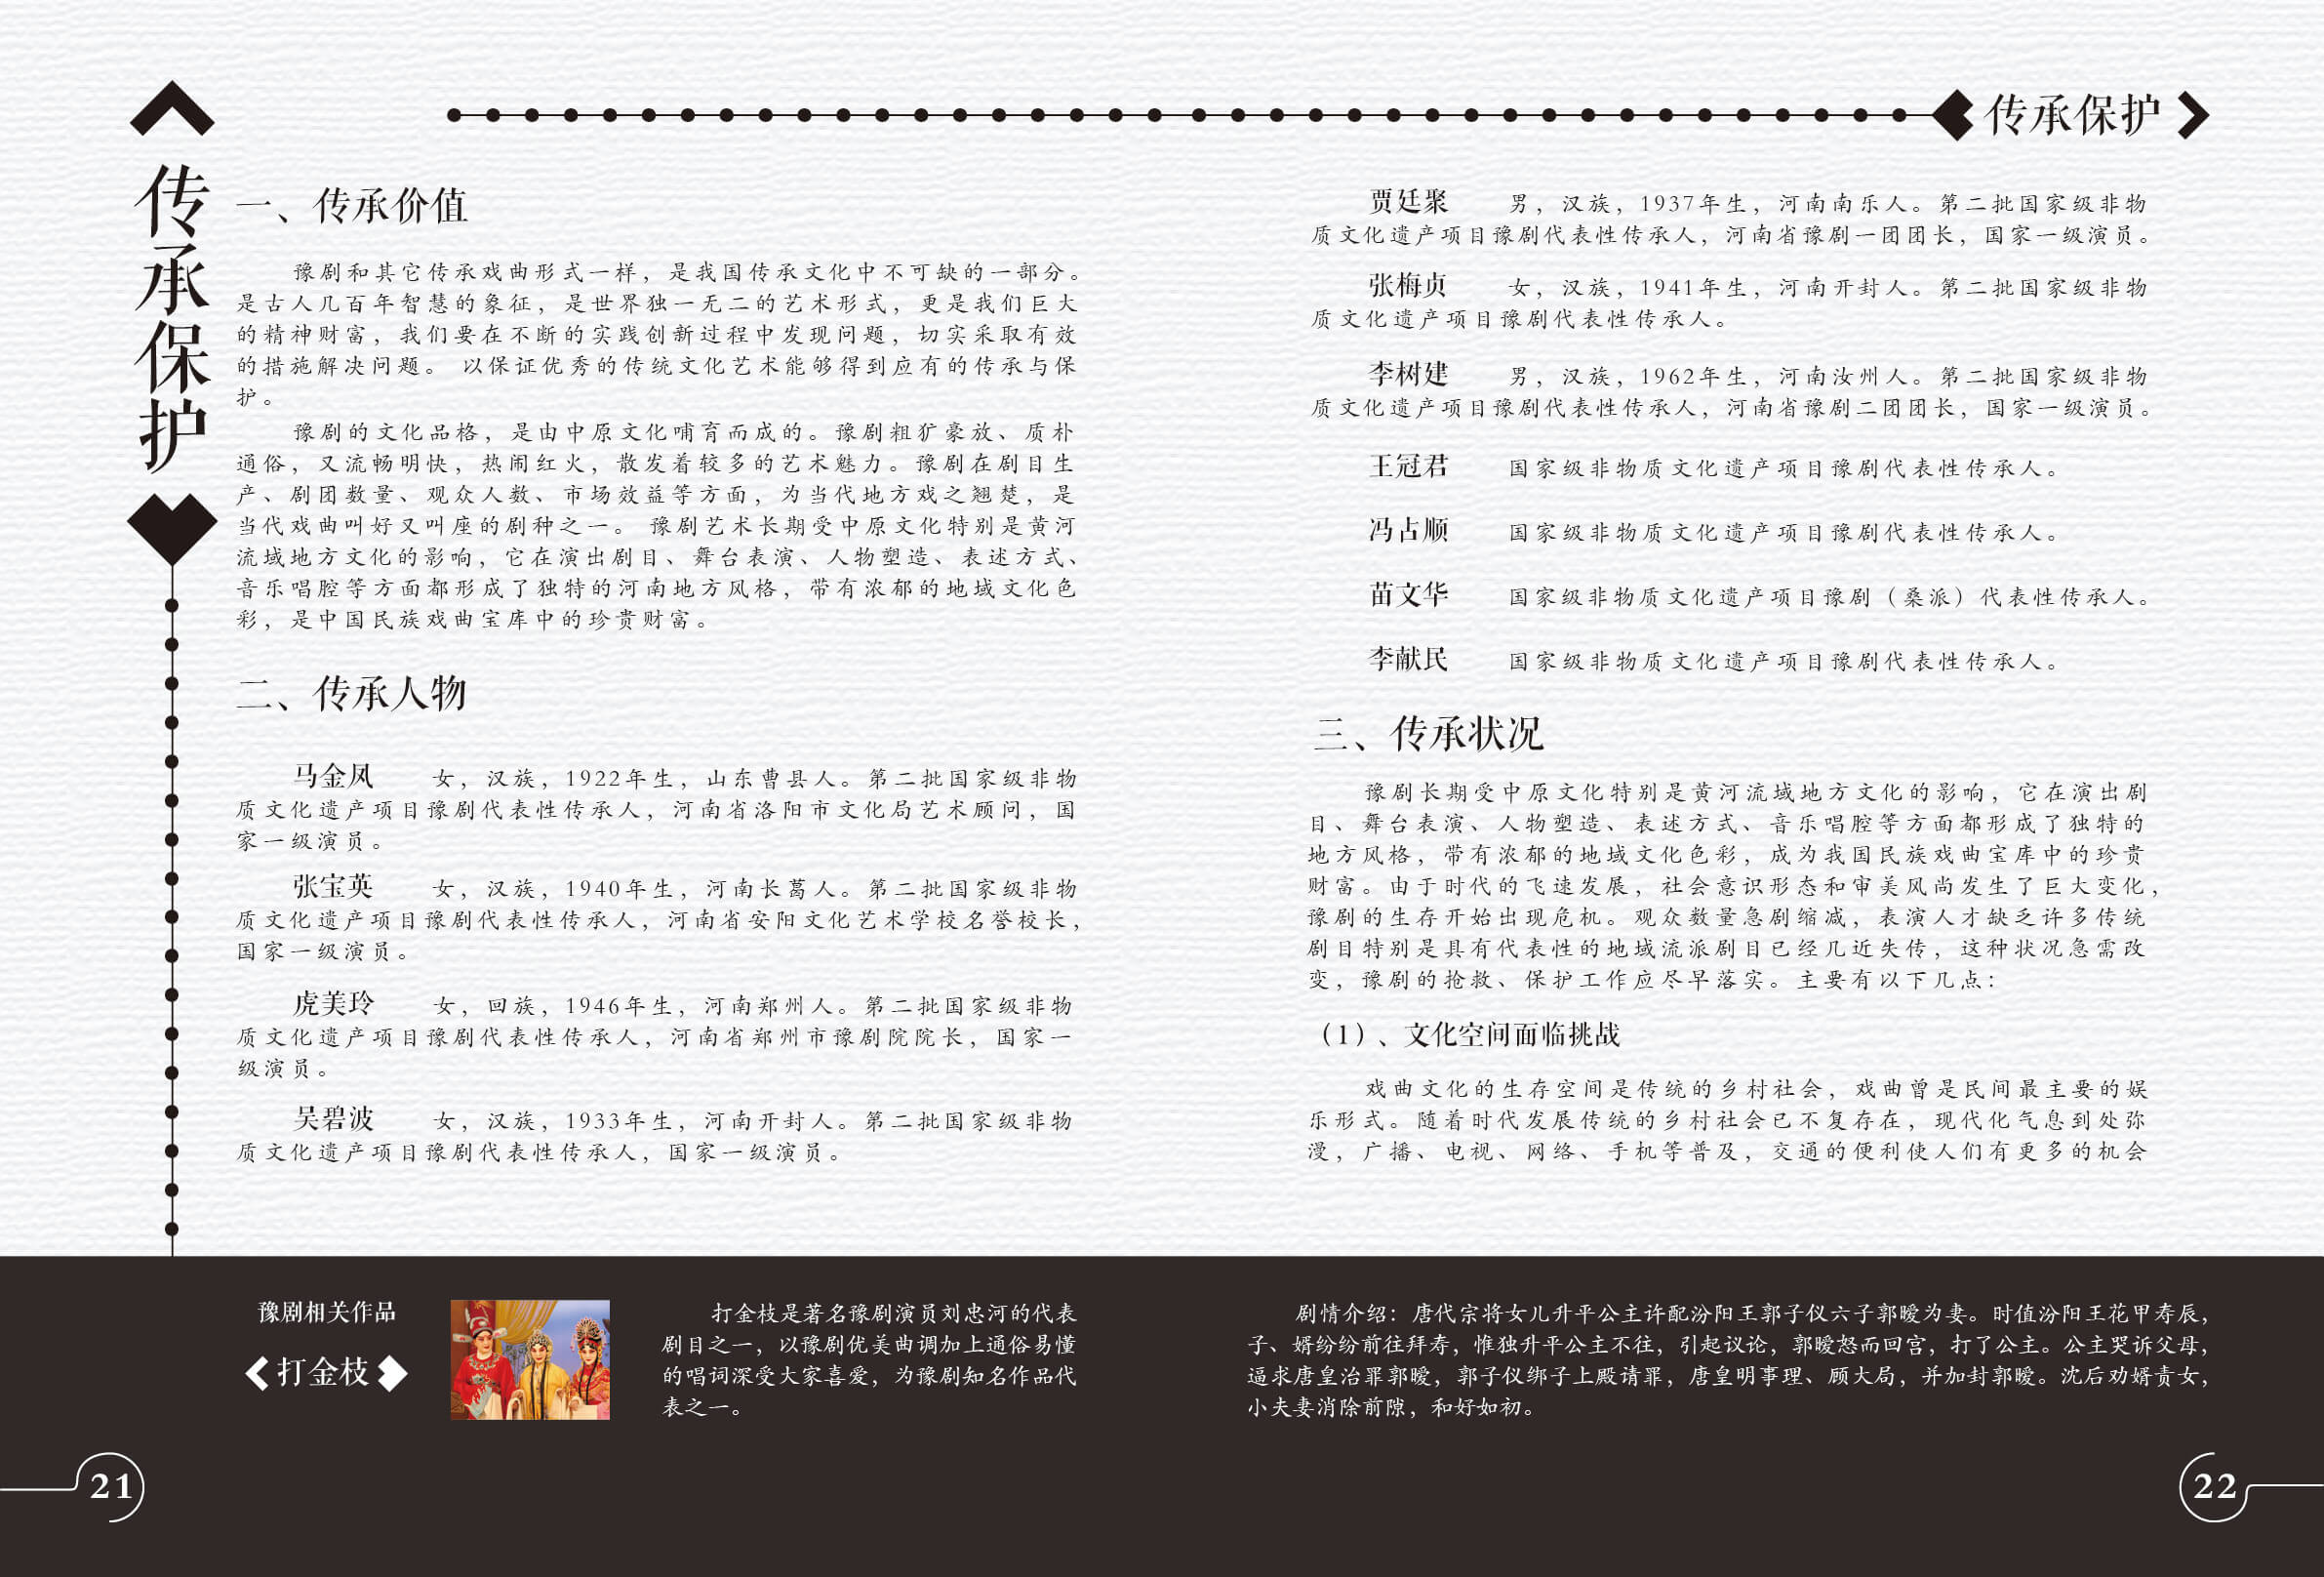 传承保护
一、传承价值
豫剧和其它传承戏曲形式一样，是我国传承文化中不可缺的一部分。
是古人几百年智慧的象征，是世界独一无二的艺术形式，更是我们巨大
的精神财富，我们要在不断的实践创新过程中发现问题，切实采取有效
的措施解决问题。 以保证优秀的传统文化艺术能够得到应有的传承与保
护。
豫剧的文化品格，是由中原文化哺育而成的。豫剧粗犷豪放、质朴
通俗，又流畅明快，热闹红火，散发着较多的艺术魅力。豫剧在剧目生
产、剧团数量、观众人数、市场效益等方面，为当代地方戏之翘楚，是
当代戏曲叫好又叫座的剧种之一。 豫剧艺术长期受中原文化特别是黄河
流域地方文化的影响，它在演出剧目、舞台表演、人物塑造、表述方式、
音乐唱腔等方面都形成了独特的河南地方风格，带有浓郁的地域文化色
彩，是中国民族戏曲宝库中的珍贵财富。
二、传承人物
马金凤 女，汉族，1922年生，山东曹县人。第二批国家级非物
质文化遗产项目豫剧代表性传承人，河南省洛阳市文化局艺术顾问，国
家一级演员。
张宝英 女，汉族，1940年生，河南长葛人。第二批国家级非物
质文化遗产项目豫剧代表性传承人，河南省安阳文化艺术学校名誉校长，
国家一级演员。
虎美玲 女，回族，1946年生，河南郑州人。第二批国家级非物
质文化遗产项目豫剧代表性传承人，河南省郑州市豫剧院院长，国家一
级演员。
吴碧波 女，汉族，1933年生，河南开封人。第二批国家级非物
质文化遗产项目豫剧代表性传承人，国家一级演员。
传承保护
贾廷聚 男，汉族，1937年生，河南南乐人。第二批国家级非物
质文化遗产项目豫剧代表性传承人，河南省豫剧一团团长，国家一级演员。
张梅贞 女，汉族，1941年生，河南开封人。第二批国家级非物
质文化遗产项目豫剧代表性传承人。
李树建 男，汉族，1962年生，河南汝州人。第二批国家级非物
质文化遗产项目豫剧代表性传承人，河南省豫剧二团团长，国家一级演员。
王冠君 国家级非物质文化遗产项目豫剧代表性传承人。
冯占顺 国家级非物质文化遗产项目豫剧代表性传承人。
苗文华 国家级非物质文化遗产项目豫剧（桑派）代表性传承人。
李献民 国家级非物质文化遗产项目豫剧代表性传承人。
三、传承状况
豫剧长期受中原文化特别是黄河流域地方文化的影响，它在演出剧
目、舞台表演、人物塑造、表述方式、音乐唱腔等方面都形成了独特的
地方风格，带有浓郁的地域文化色彩，成为我国民族戏曲宝库中的珍贵
财富。由于时代的飞速发展，社会意识形态和审美风尚发生了巨大变化，
豫剧的生存开始出现危机。观众数量急剧缩减，表演人才缺乏许多传统
剧目特别是具有代表性的地域流派剧目已经几近失传，这种状况急需改
变，豫剧的抢救、保护工作应尽早落实。主要有以下几点：
（1）、文化空间面临挑战
戏曲文化的生存空间是传统的乡村社会，戏曲曾是民间最主要的娱
乐形式。随着时代发展传统的乡村社会已不复存在，现代化气息到处弥
漫，广播、电视、网络、手机等普及，交通的便利使人们有更多的机会
豫剧相关作品
打金枝
打金枝是著名豫剧演员刘忠河的代表
剧目之一，以豫剧优美曲调加上通俗易懂
的唱词深受大家喜爱，为豫剧知名作品代
表之一。
剧情介绍：唐代宗将女儿升平公主许配汾阳王郭子仪六子郭暧为妻。时值汾阳王花甲寿辰，
子、婿纷纷前往拜寿，惟独升平公主不往，引起议论，郭暧怒而回宫，打了公主。公主哭诉父母，
逼求唐皇治罪郭暧，郭子仪绑子上殿请罪，唐皇明事理、顾大局，并加封郭暧。沈后劝婿责女，
小夫妻消除前隙，和好如初。
21
22